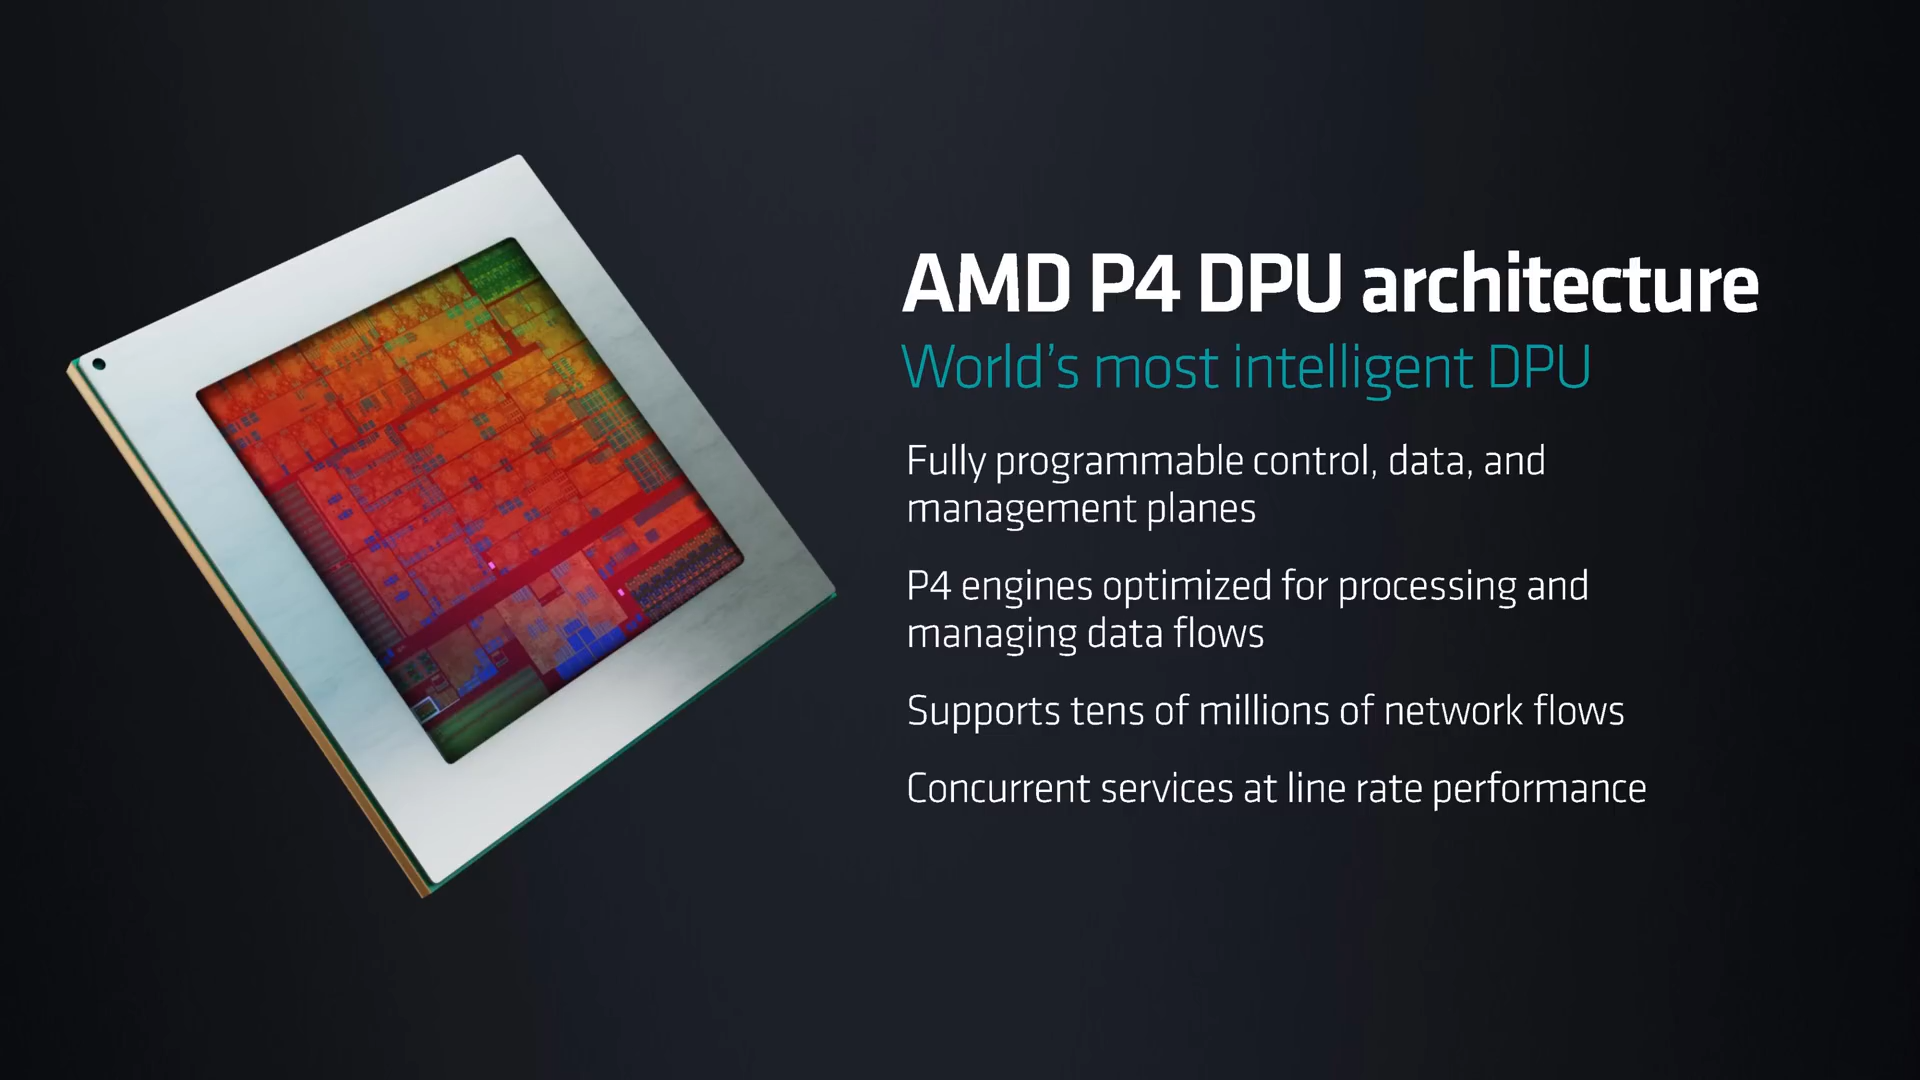 AMD P4 DPU architecture
World’s most intelligent DPU
Fully programmable control, data, and
management planes
P4 engines optimized for processing and
managing data flows
Supports tens of millions of network flows
Concurrent services at line rate performance